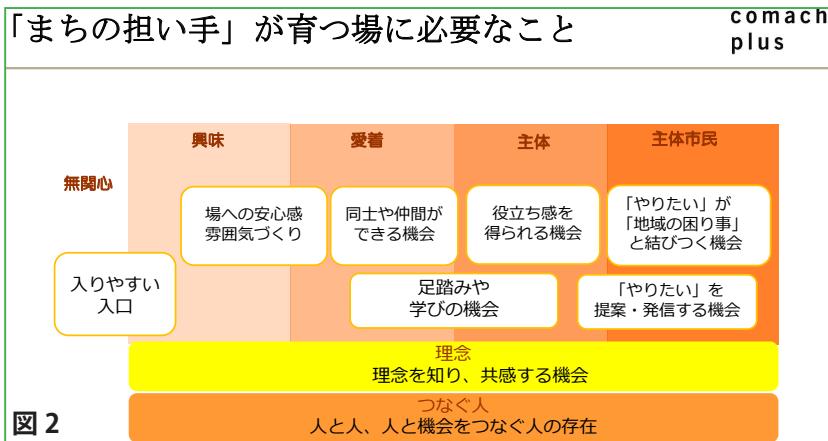 「まちの担い手」が育つ場に必要なこと
comach
plus
興味
愛着
主体
主体市民
無関心
場への安心感
雰囲気づくり
同士や仲間が
できる機会
役立ち感を
得られる機会
「やりたい」が
「地域の困り事」
と結びつく機会
入りやすい
入口
足踏みや
学びの機会
「やりたい」を
提案・発信する機会
理念
理念を知り、共感する機会
つなぐ人
人と人、人と機会をつなぐ人の存在
図2